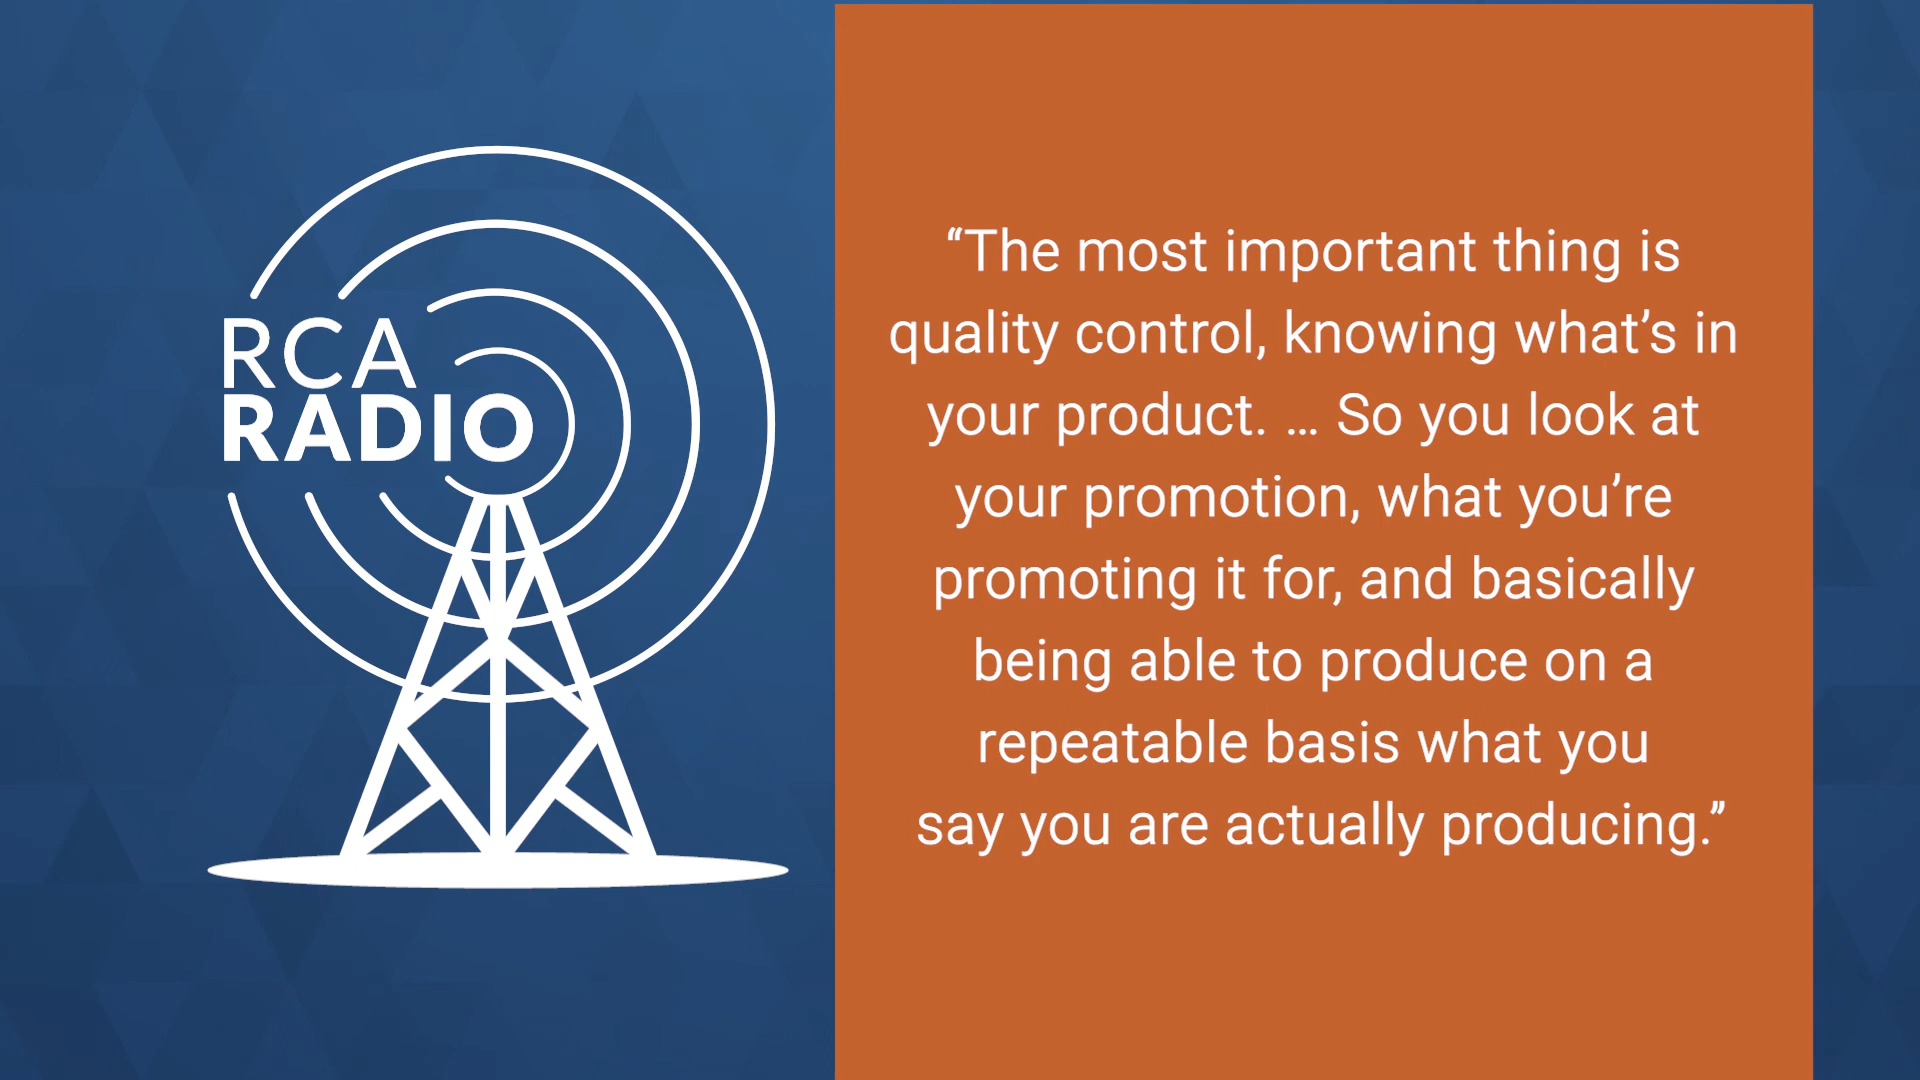 RCA
RADIO
“The most important thing is
quality control, knowing what’s in
your product. ... So you look at
your promotion, what you’re
promoting it for, and basically
being able to produce on a
repeatable basis what you
say you are actually producing.”